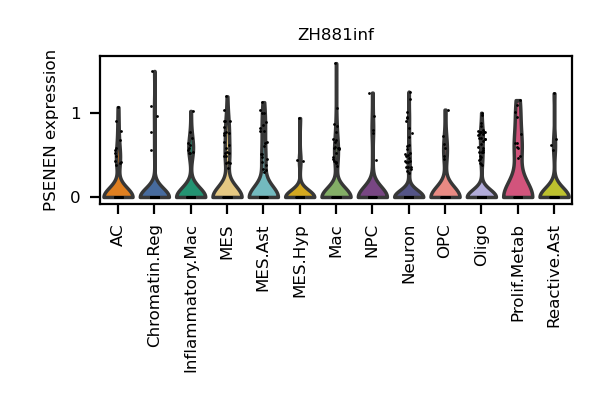 ZH881inf
PSENEN expression
1
0
AC
Chromatin.Reg
Inflammatory.Mac
MES
MES.Ast
MES.Hyp
Mac
NPC
Neuron
OPC
Oligo
Prolif.Metab
Reactive.Ast